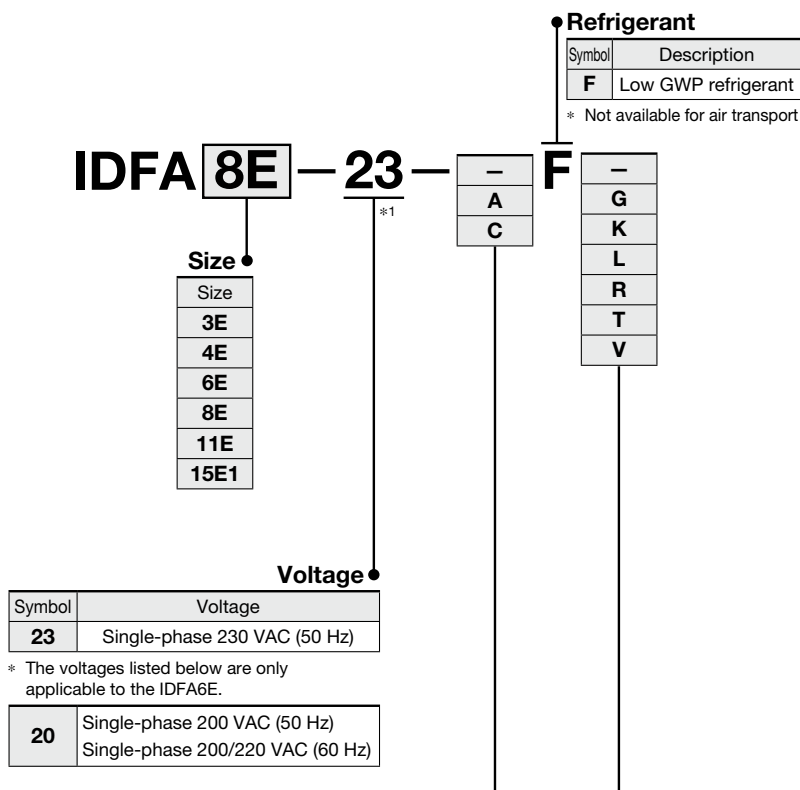 Refrigerant
Symbol Description
F Low GWP refrigerant
* Not available for air transport
IDFA 8E — 23 — – F –
*1
A
C
G
K
L
R
T
V
Size
Size
3E
4E
6E
8E
11E
15E1
Voltage
Symbol Voltage
23 Single-phase 230 VAC (50 Hz)
* The voltages listed below are only
applicable to the IDFA6E.
20 Single-phase 200 VAC (50 Hz)
Single-phase 200/220 VAC (60 Hz)